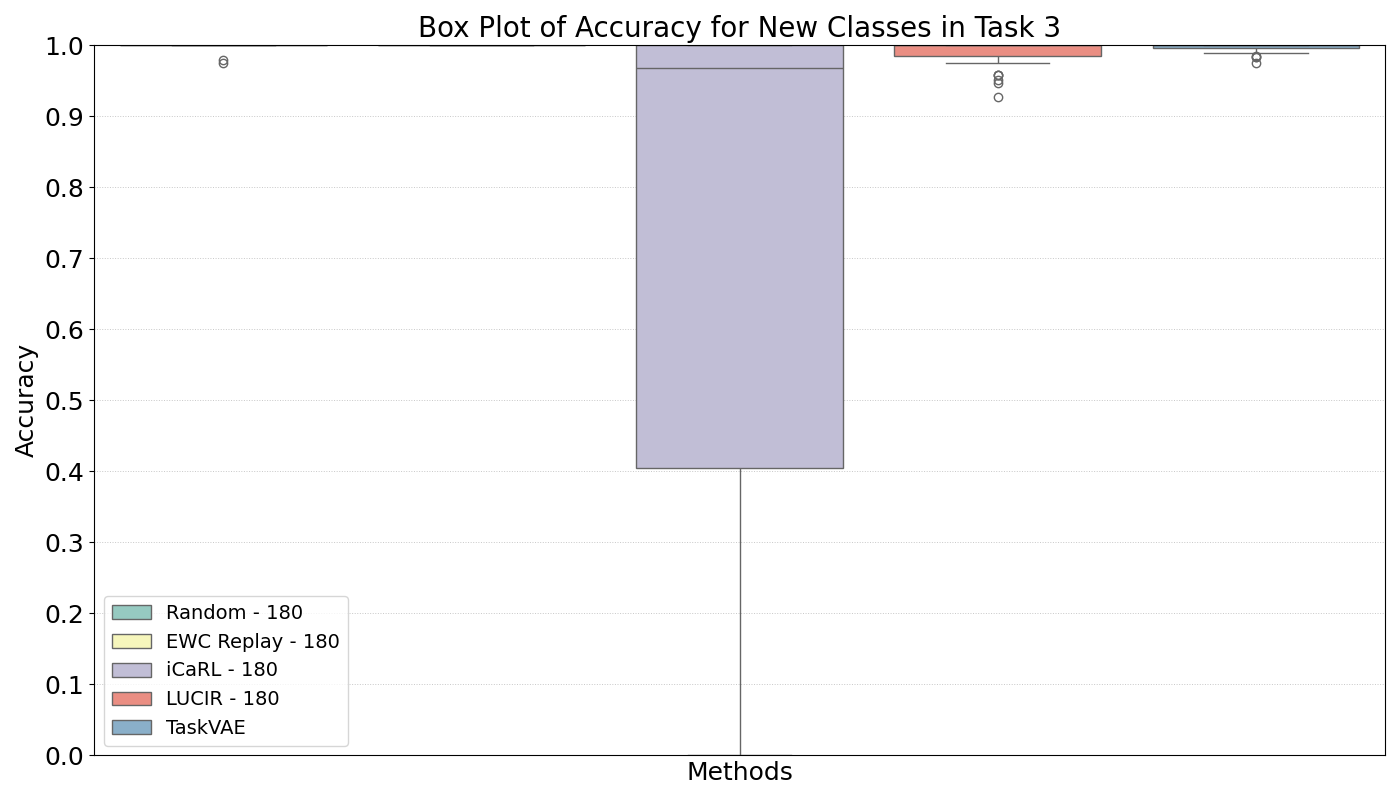 Box Plot of Accuracy for New Classes in Task 3
1.0
0.9
0.8
0.7
0.6
0.5
0.4
0.3
0.2
0.1
0.0
Accuracy
Random - 180
EWC Replay - 180
iCaRL - 180
LUCIR - 180
TaskVAE
Methods